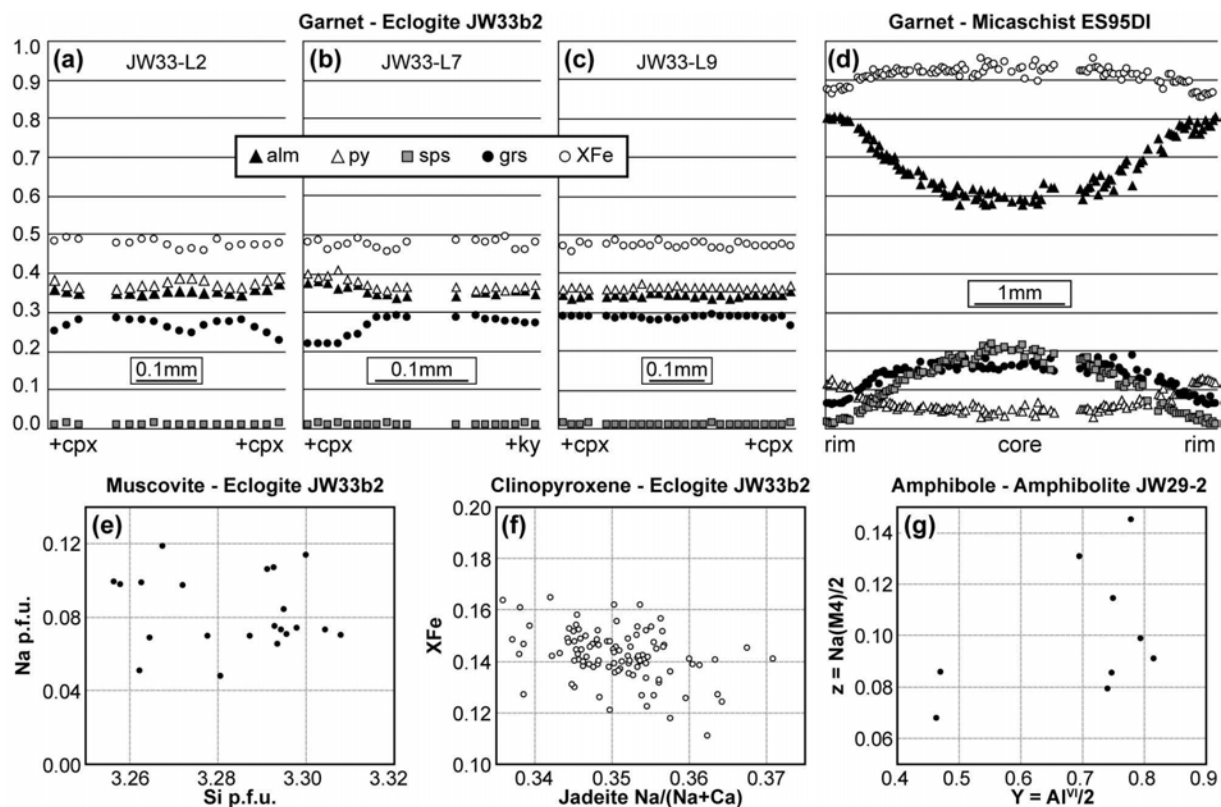 Garnet - Eclogite JW33b2
Garnet - Micaschist ES95DI
1.0
0.9
0.8
0.7
0.6
0.5
0.4
0.3
0.2
0.1
0.0
(a)
JW33-L2
(b)
JW33-L7
(c)
JW33-L9
(d)
alm py sps grs XFe
0.1mm
0.1mm
0.1mm
1mm
+cpx +cpx
+cpx +ky
+cpx +cpx
rim core rim
Muscovite - Eclogite JW33b2
(e)
Na p.f.u.
0.12
0.08
0.04
0.00
3.26 3.28 3.30 3.32
Si p.f.u.
Clinopyroxene - Eclogite JW33b2
(f)
XFe
0.20
0.18
0.16
0.14
0.12
0.10
0.34 0.35 0.36 0.37
Jadeite Na/(Na+Ca)
Amphibole - Amphibolite JW29-2
(g)
z = Na(M4)/2
0.14
0.12
0.10
0.08
0.06
0.4 0.5 0.6 0.7 0.8 0.9
Y = Al^VI/2